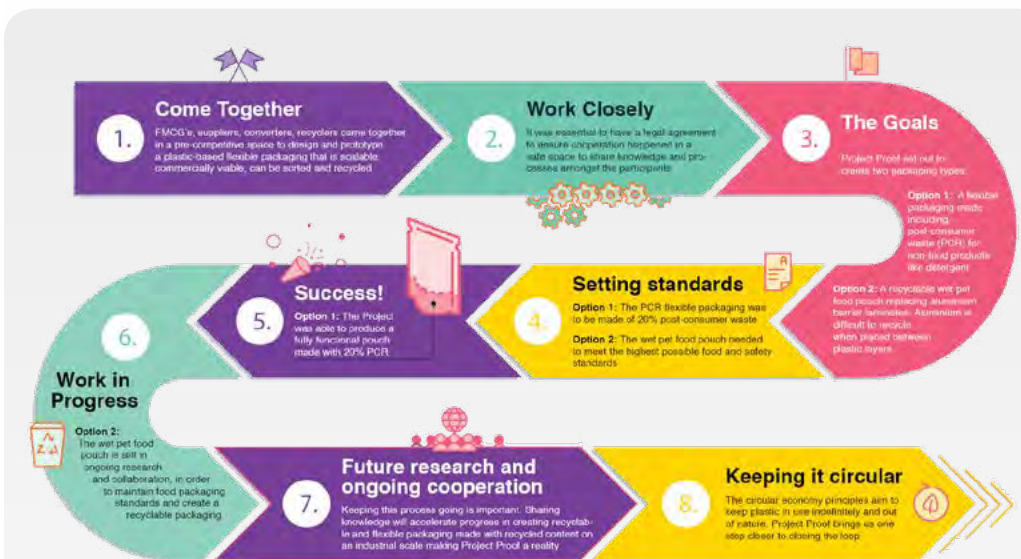 1.
Come Together
FMCG's, suppliers, converters, recyclers came together
in a pre-competitive space to design and prototype
a plastic-based flexible packaging that is scalable,
commercially viable, can be sorted and recycled
2.
Work Closely
It was essential to have a legal agreement
to ensure cooperation happened in a
safe space to share knowledge and pro-
cesses amongst the participants
3.
The Goals
Project Proof set out to
create two packaging types:
Option 1: A flexible
packaging made
including
post-consumer
waste (PCR) for
non-food products
like detergent
Option 2: A recyclable wet pet
food pouch replacing aluminium
barrier laminates. Aluminium is
difficult to recycle
when placed between
plastic layers
4.
Setting standards
Option 1: The PCR flexible packaging was
to be made of 20% post-consumer waste
Option 2: The wet pet food pouch needed
to meet the highest possible food and safety
standards
A
5.
Success!
Option 1: The Project
was able to produce a
fully functional pouch
made with 20% PCR
6.
Work in
Progress
Option 2:
The wet pet food
pouch is still in
ongoing research
and collaboration, in order
to maintain food packaging
standards and create a
recyclable packaging
7.
Future research and
ongoing cooperation
Keeping this process going is important. Sharing
knowledge will accelerate progress in creating recyclab-
le and flexible packaging made with recycled content on
an industrial scale making Project Proof a reality
8.
Keeping it circular
The circular economy principles aim to
keep plastic in use indefinitely and out
of nature. Project Proof brings us one
step closer to closing the loop